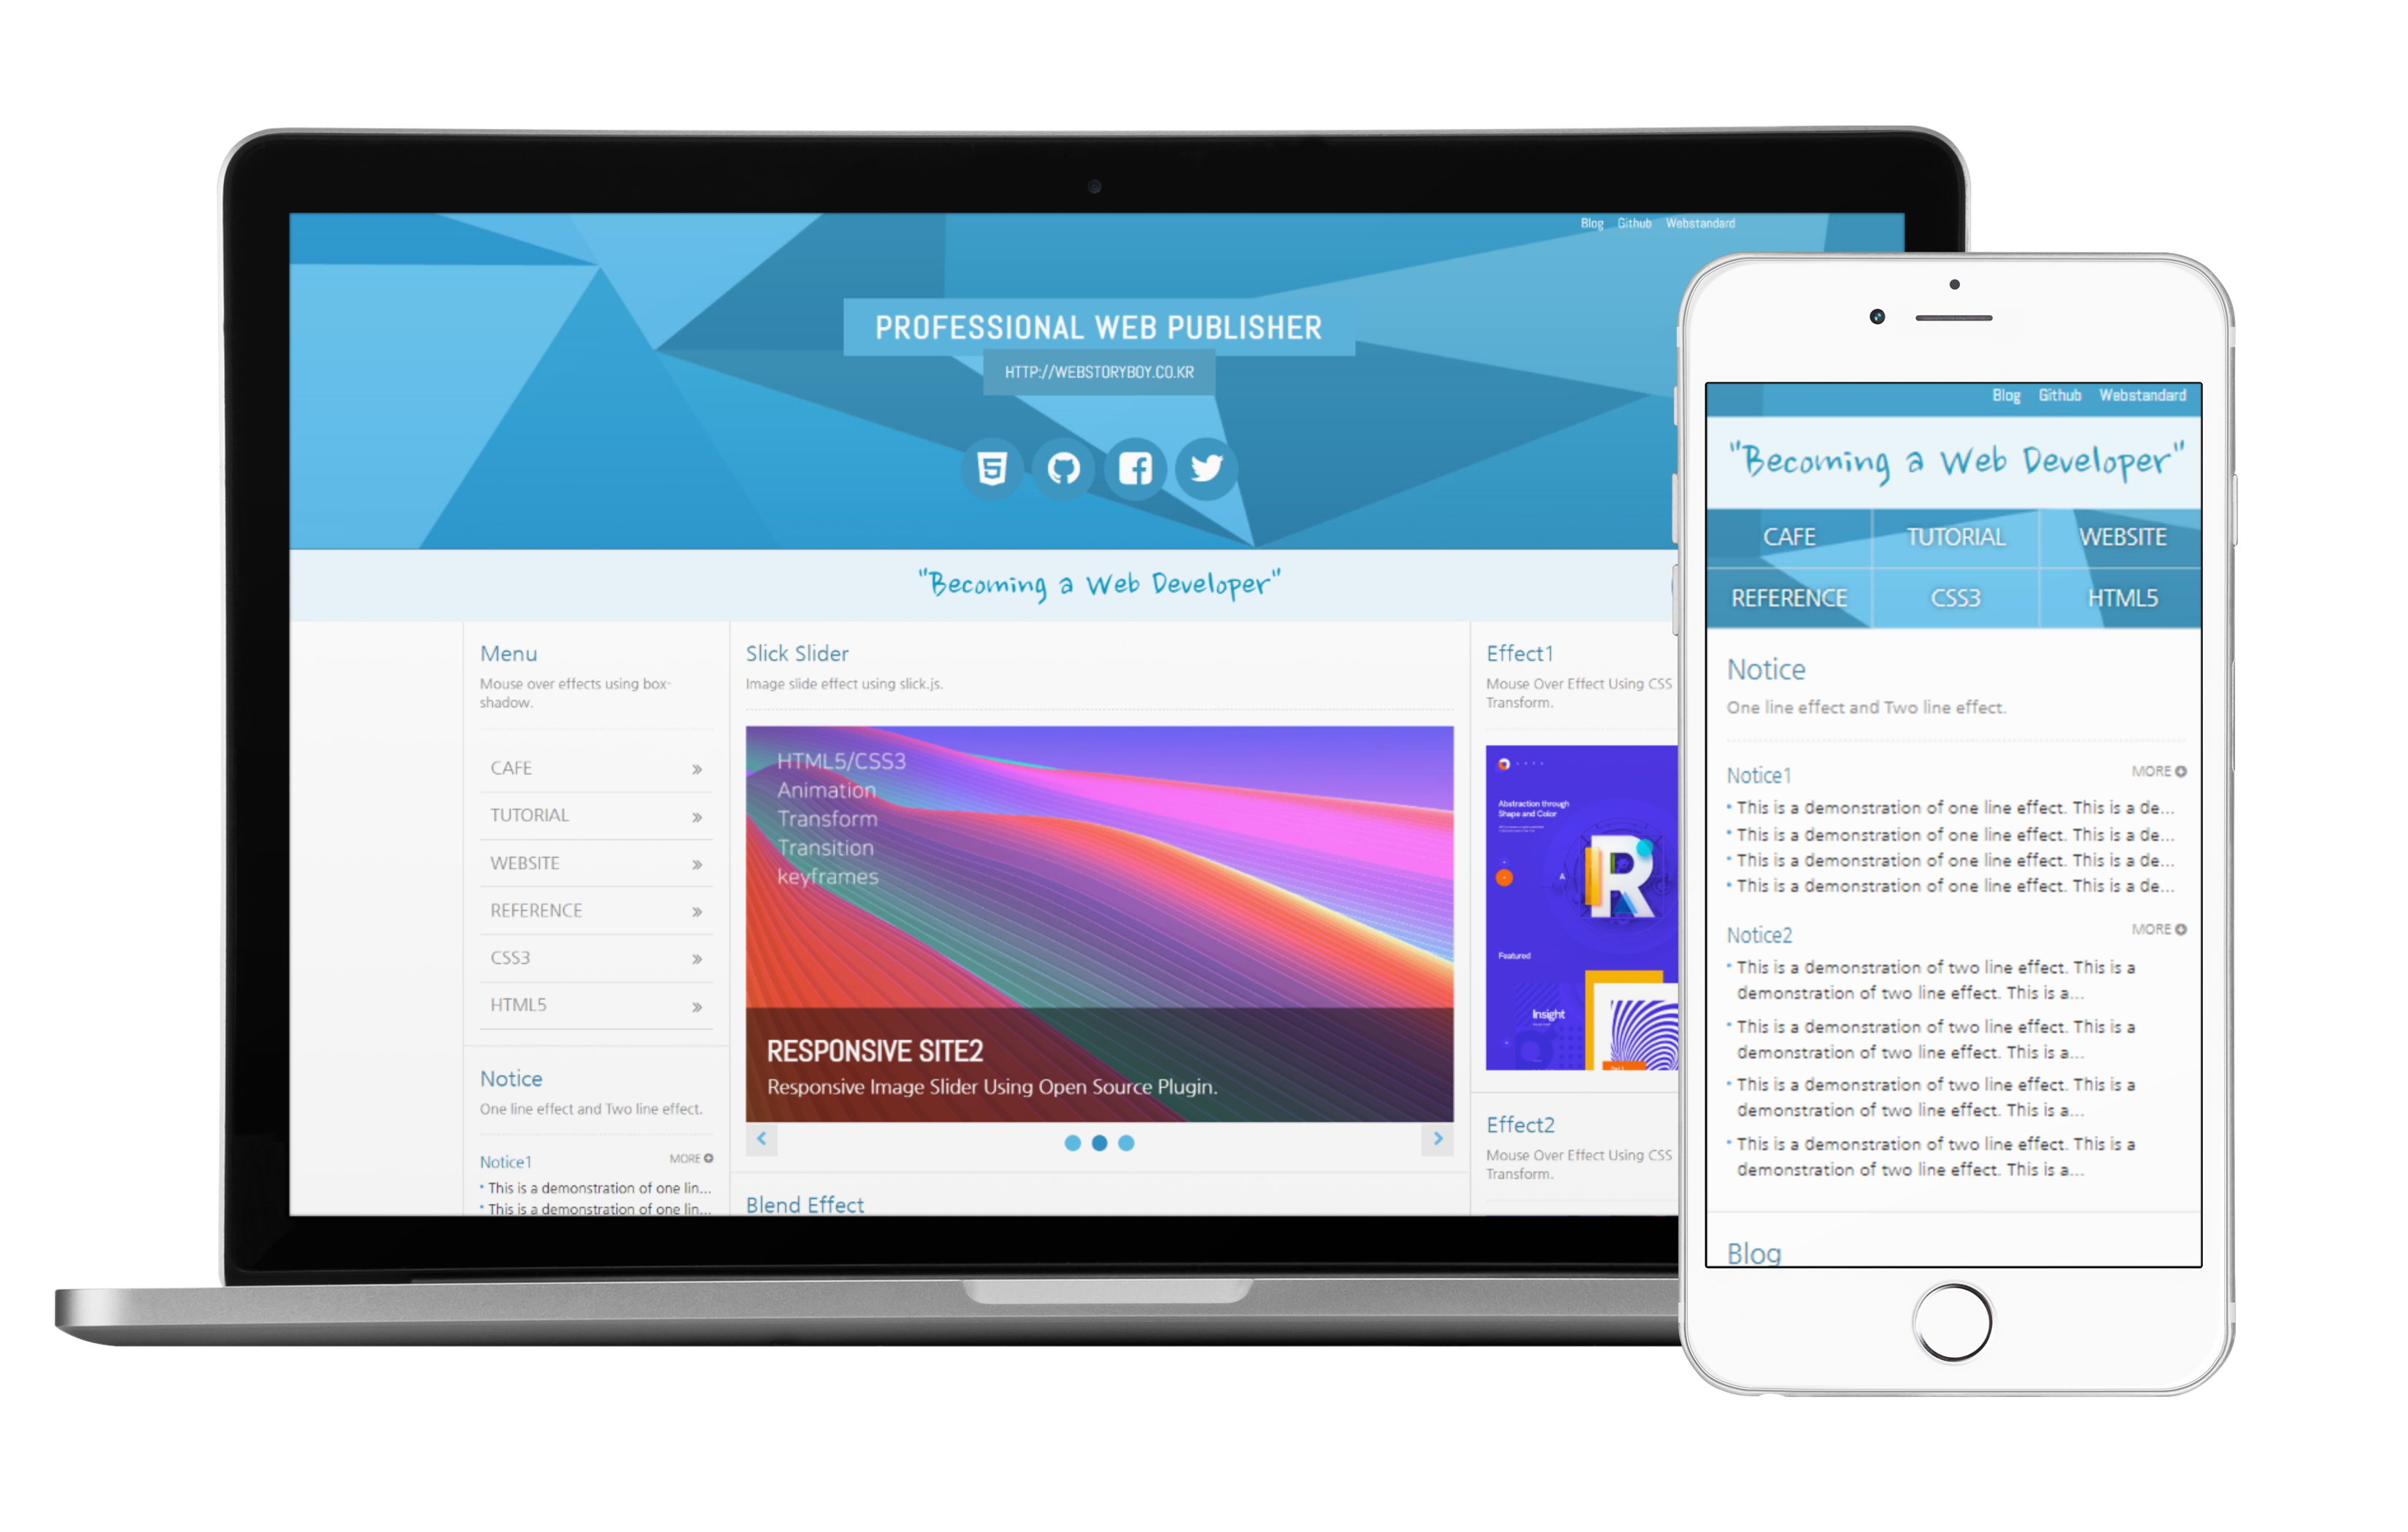 Blog Github Webstandard
PROFESSIONAL WEB PUBLISHER
HTTP://WEBSTORYBOY.CO.KR
"Becoming a Web Developer"
Menu
Mouse over effects using box-
shadow.
CAFE
TUTORIAL
WEBSITE
REFERENCE
CSS3
HTML5
Notice
One line effect and Two line effect.
Notice1 MORE
This is a demonstration of one lin...
This is a demonstration of one lin...
Slick Slider
Image slide effect using slick.js.
HTML5/CSS3
Animation
Transform
Transition
keyframes
RESPONSIVE SITE2
Responsive Image Slider Using Open Source Plugin.
Blend Effect
Effect1
Mouse Over Effect Using CSS
Transform.
Abstraction through
Shape and Color
A
R
Featured
Insight
Effect2
Mouse Over Effect Using CSS
Transform.
Blog Github Webstandard
"Becoming a Web Developer"
CAFE TUTORIAL WEBSITE
REFERENCE CSS3 HTML5
Notice
One line effect and Two line effect.
Notice1 MORE
This is a demonstration of one line effect. This is a de...
This is a demonstration of one line effect. This is a de...
This is a demonstration of one line effect. This is a de...
This is a demonstration of one line effect. This is a de...
Notice2 MORE
This is a demonstration of two line effect. This is a
demonstration of two line effect. This is a...
This is a demonstration of two line effect. This is a
demonstration of two line effect. This is a...
This is a demonstration of two line effect. This is a
demonstration of two line effect. This is a...
This is a demonstration of two line effect. This is a
demonstration of two line effect. This is a...
Blog